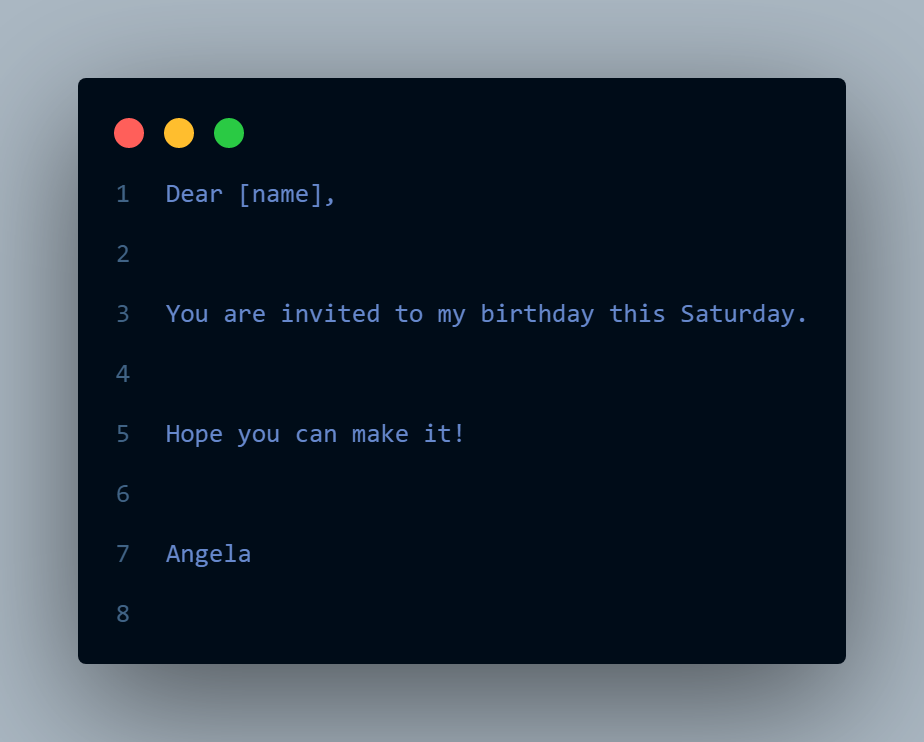 1 Dear [name],
2
3 You are invited to my birthday this Saturday.
4
5 Hope you can make it!
6
7 Angela
8